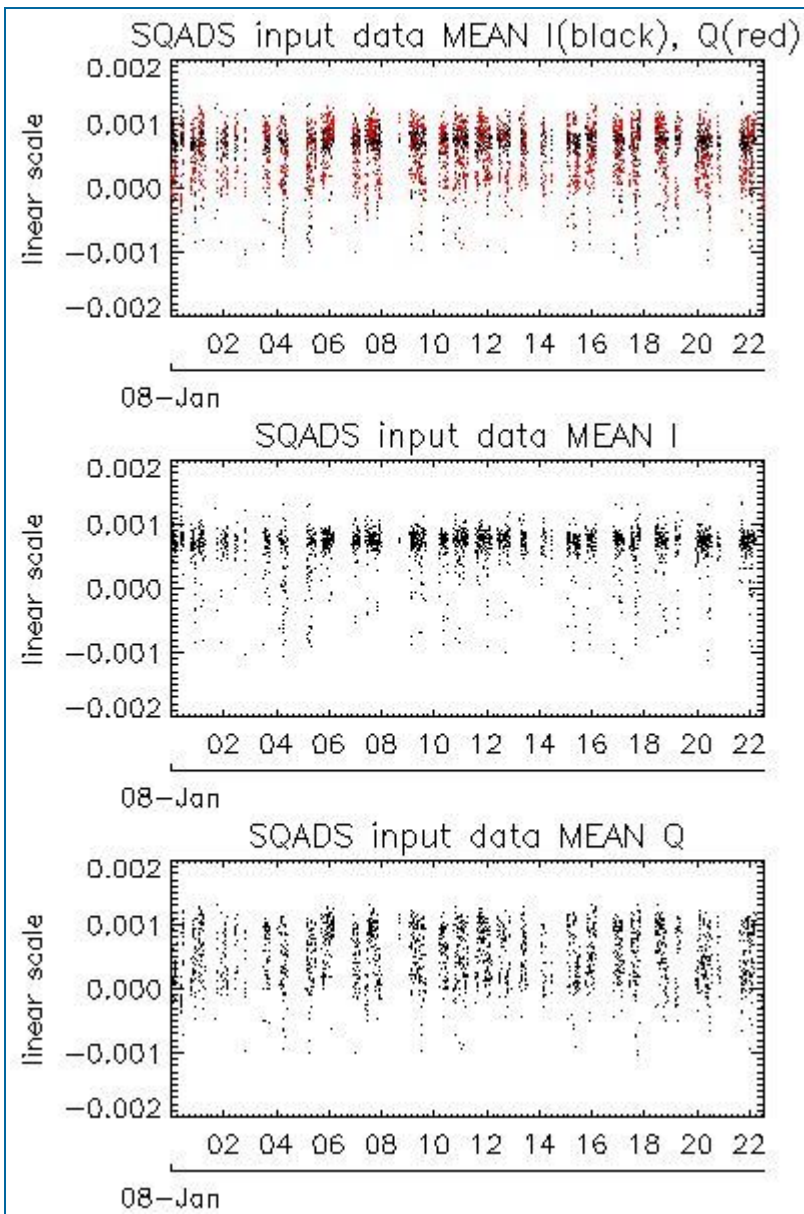 SQADS input data MEAN I(black), Q(red)
linear scale
0.002
0.001
0.000
−0.001
−0.002
02 04 06 08 10 12 14 16 18 20 22
08-Jan
SQADS input data MEAN I
linear scale
0.002
0.001
0.000
−0.001
−0.002
02 04 06 08 10 12 14 16 18 20 22
08-Jan
SQADS input data MEAN Q
linear scale
0.002
0.001
0.000
−0.001
−0.002
02 04 06 08 10 12 14 16 18 20 22
08-Jan